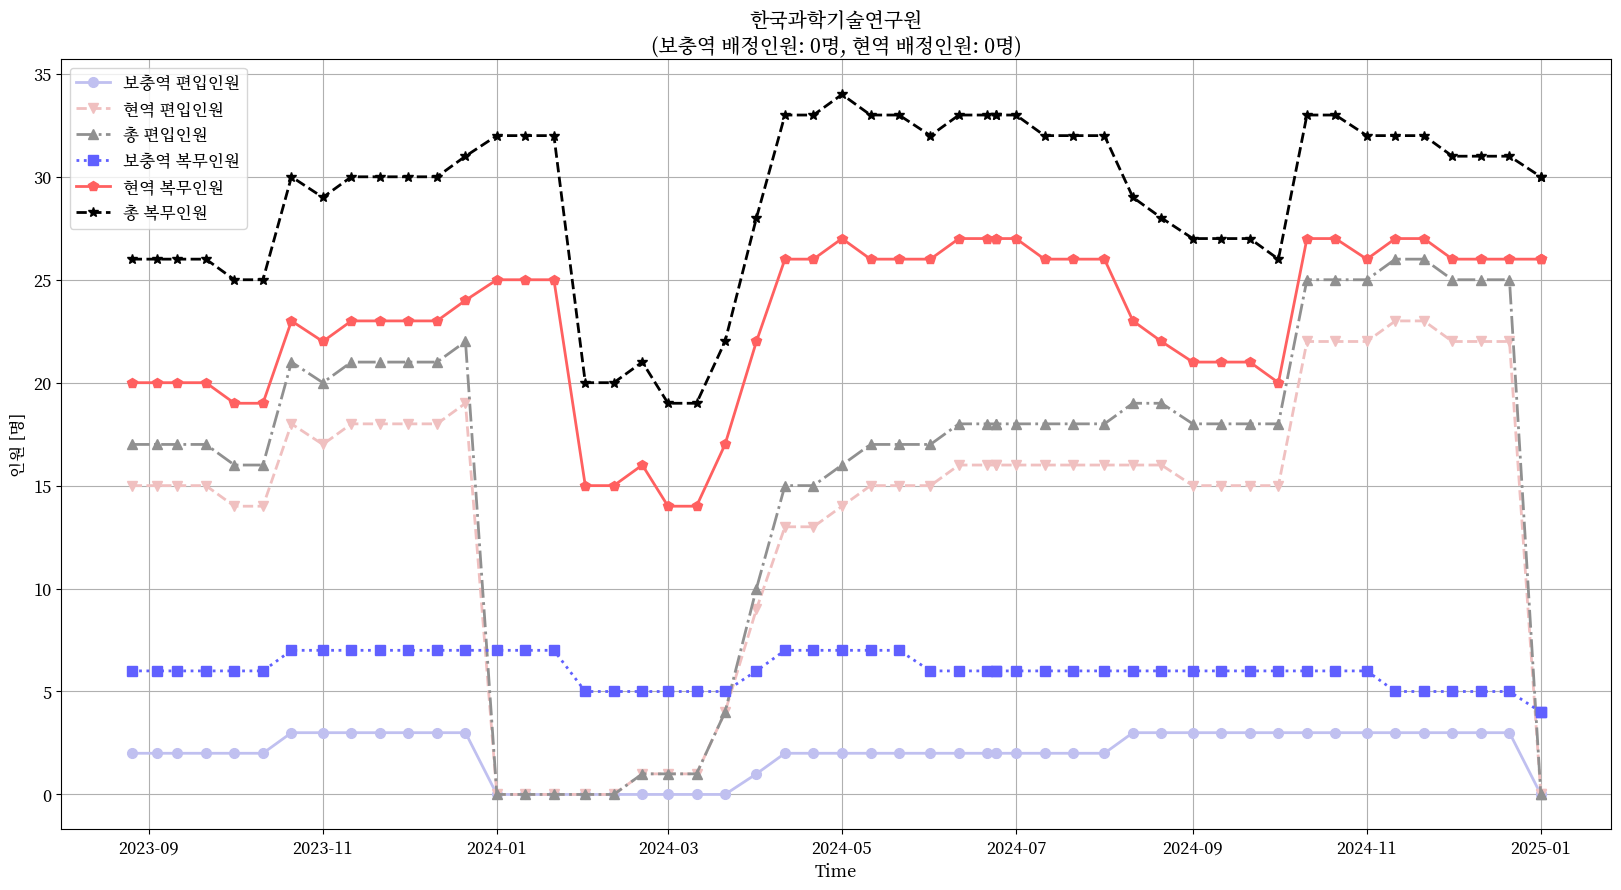 한국과학기술연구원
(보충역 배정인원: 0명, 현역 배정인원: 0명)
보충역 편입인원
현역 편입인원
총 편입인원
보충역 복무인원
현역 복무인원
총 복무인원
35
30
25
20
15
10
5
0
인원 [명]
2023-09
2023-11
2024-01
2024-03
2024-05
2024-07
2024-09
2024-11
2025-01
Time